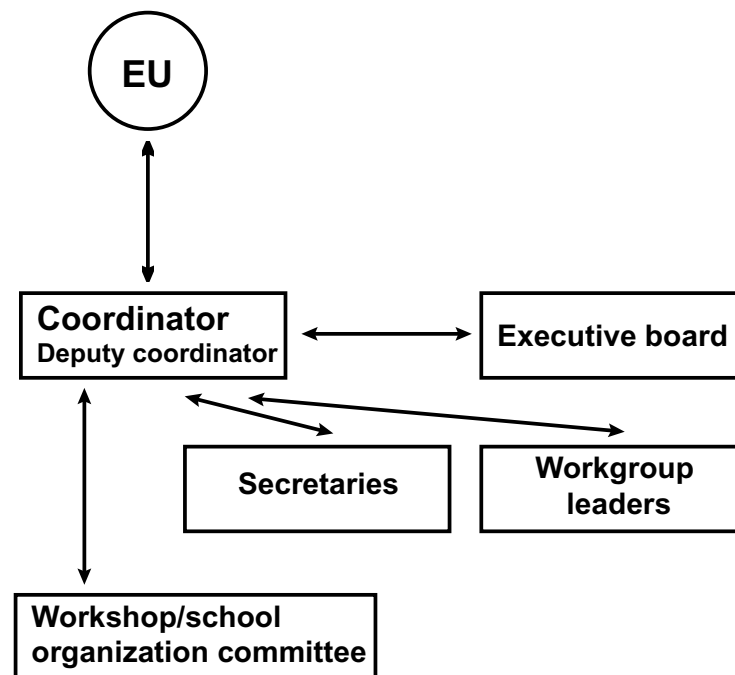 EU
Coordinator
Deputy coordinator
Executive board
Secretaries
Workgroup
leaders
Workshop/school
organization committee